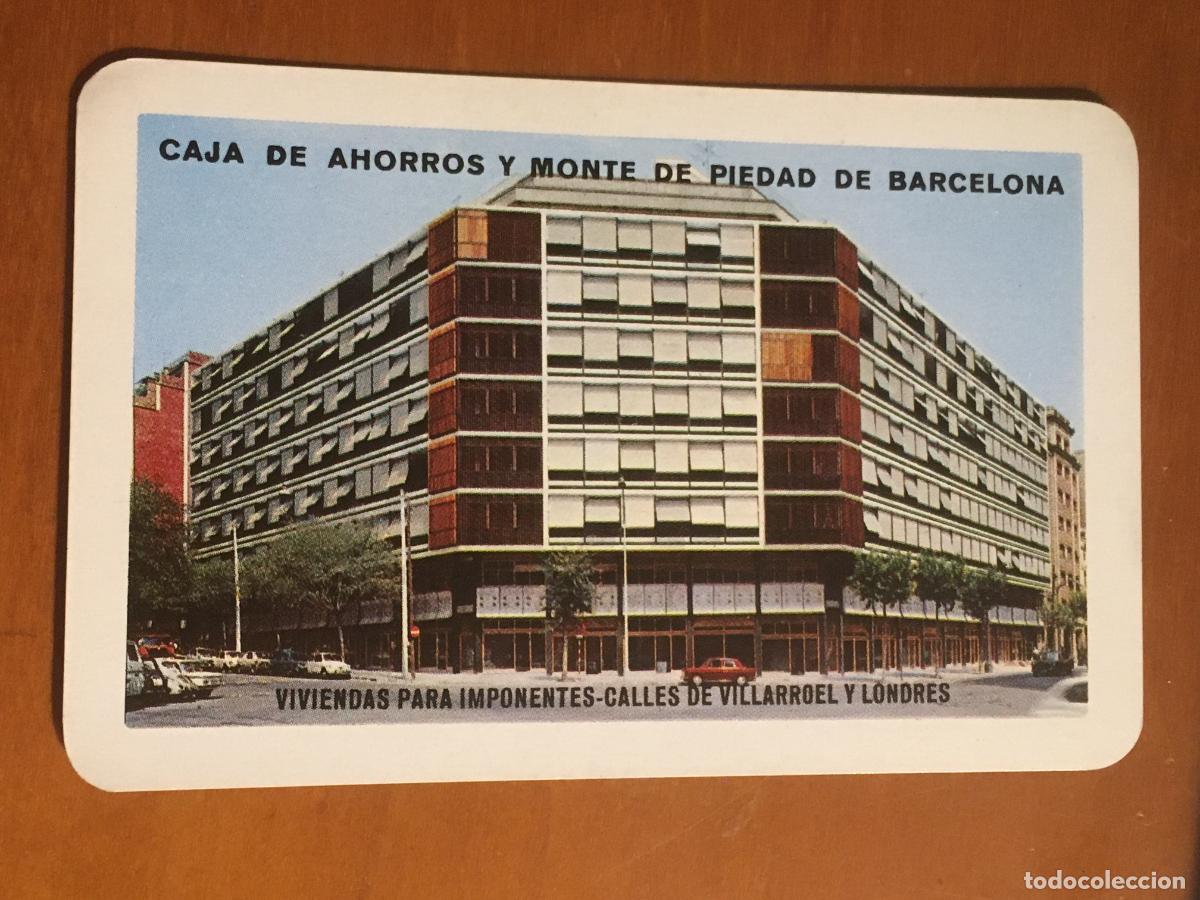 CAJA DE AHORROS Y MONTE DE PIEDAD DE BARCELONA
VIVIENDAS PARA IMPONENTES-CALLES DE VILLARROEL Y LONDRES
todocoleccion